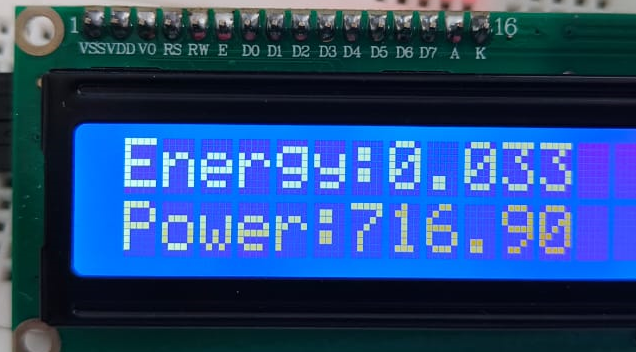 1 16
VSS VDD VO RS RW E D0 D1 D2 D3 D4 D5 D6 D7 A K
Energy:0.033
Power:716.90